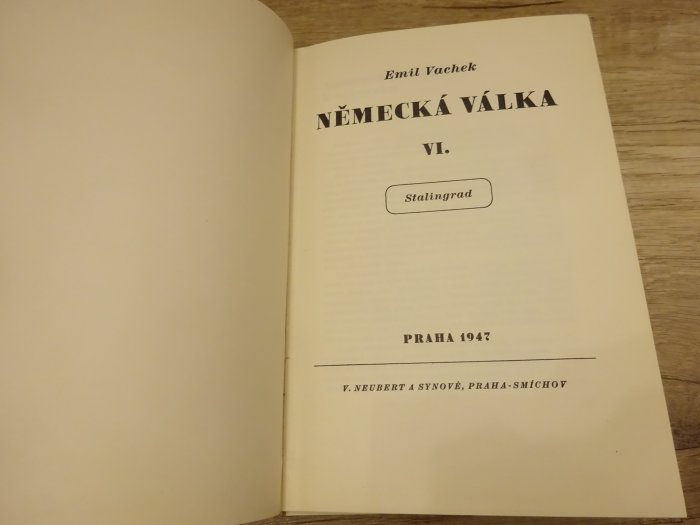 Emil Vachek
NĚMECKÁ VÁLKA
VI.
Stalingrad
PRAHA 1947
V. NEUBERT A SYNOVÉ, PRAHA-SMÍCHOV